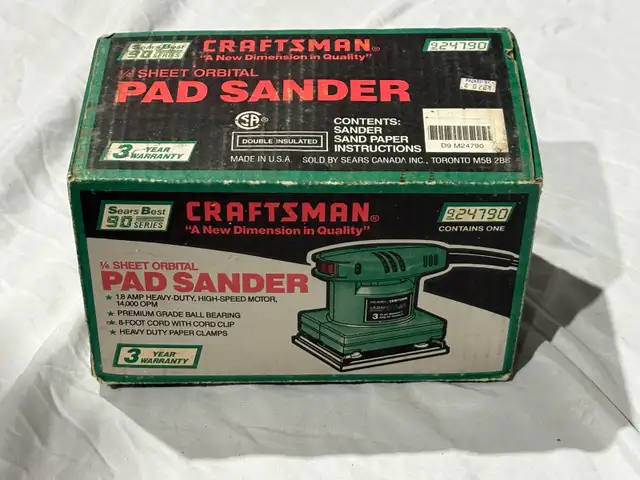 Sears Best
90 SERIES
CRAFTSMAN®
"A New Dimension in Quality"
924790
¼ SHEET ORBITAL
PAD SANDER
3 YEAR WARRANTY
DOUBLE INSULATED
MADE IN U.S.A. SOLD BY SEARS CANADA INC., TORONTO M5B 2B8
CONTENTS:
SANDER
SAND PAPER
INSTRUCTIONS
D9 M24790
Sears Best
90 SERIES
CRAFTSMAN®
"A New Dimension in Quality"
924790
CONTAINS ONE
¼ SHEET ORBITAL
PAD SANDER
★ 1.8 AMP HEAVY-DUTY, HIGH-SPEED MOTOR,
14,000 OPM
★ PREMIUM GRADE BALL BEARING
★ 8-FOOT CORD WITH CORD CLIP
★ HEAVY DUTY PAPER CLAMPS
3 YEAR WARRANTY